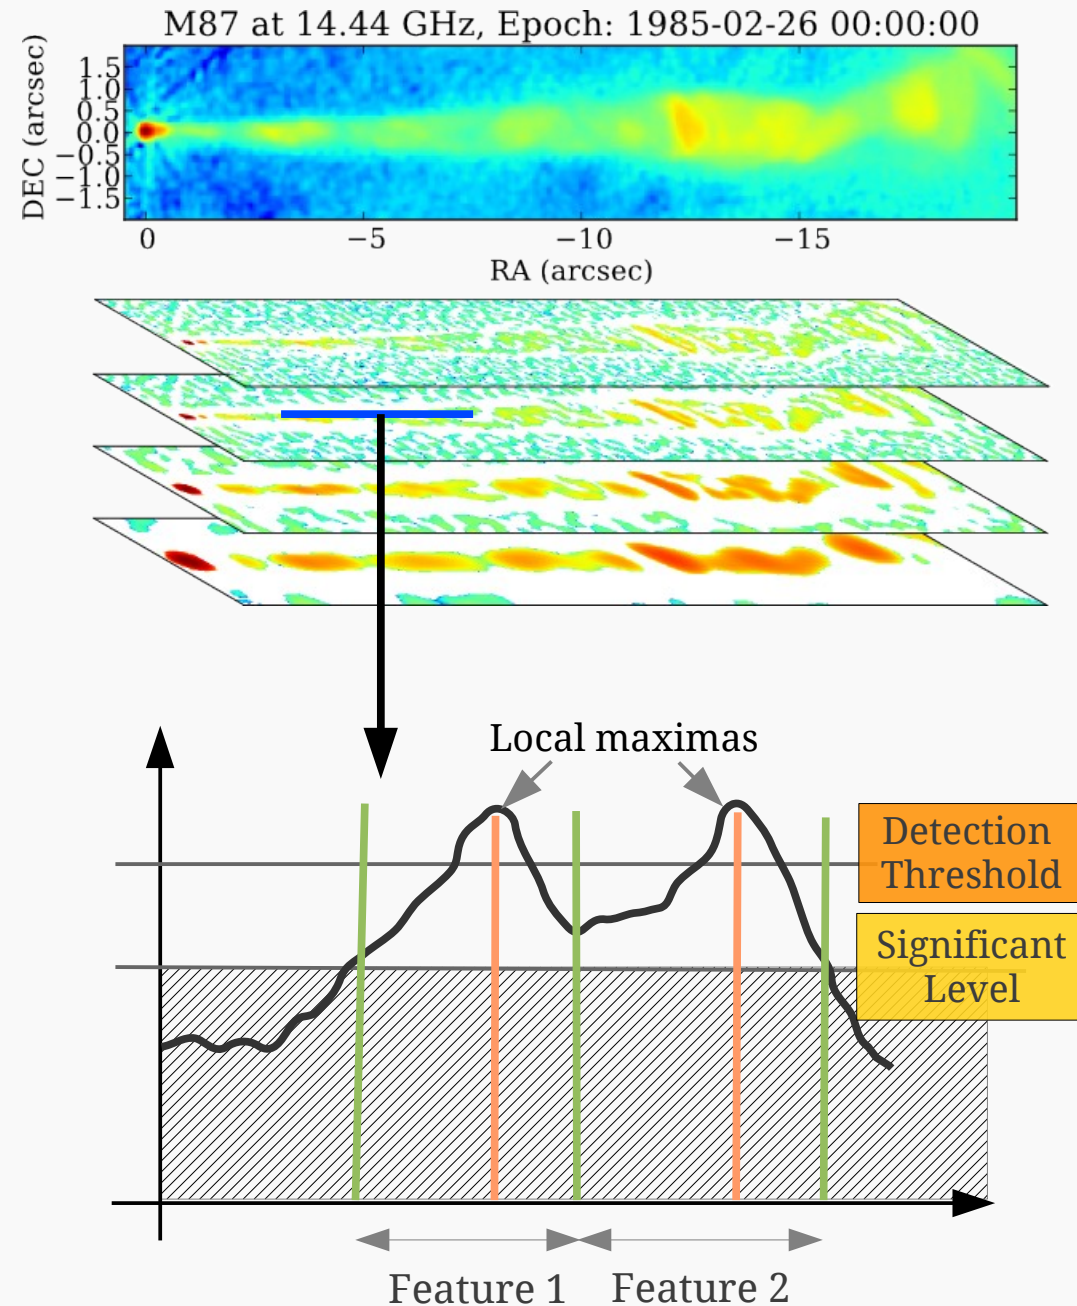 M87 at 14.44 GHz, Epoch: 1985-02-26 00:00:00
DEC (arcsec)
1.5
1.0
0.5
0.0
−0.5
−1.0
−1.5
0 −5 −10 −15
RA (arcsec)
Local maximas
Detection
Threshold
Significant
Level
Feature 1 Feature 2